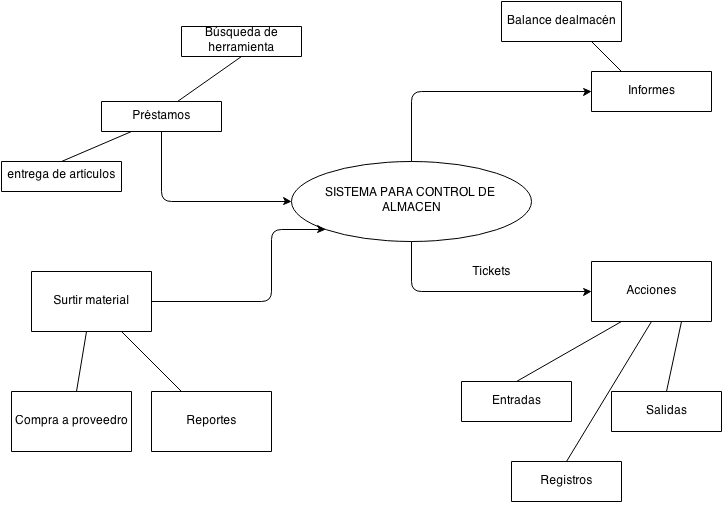 Balance dealmacén
Búsqueda de
herramienta
Informes
Préstamos
entrega de articulos
SISTEMA PARA CONTROL DE
ALMACEN
Tickets
Acciones
Surtir material
Entradas
Salidas
Compra a proveedro
Reportes
Registros